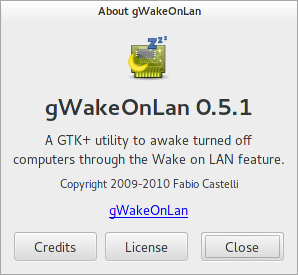 About gWakeOnLan
gWakeOnLan 0.5.1
A GTK+ utility to awake turned off
computers through the Wake on LAN feature.
Copyright 2009-2010 Fabio Castelli
gWakeOnLan
Credits
License
Close